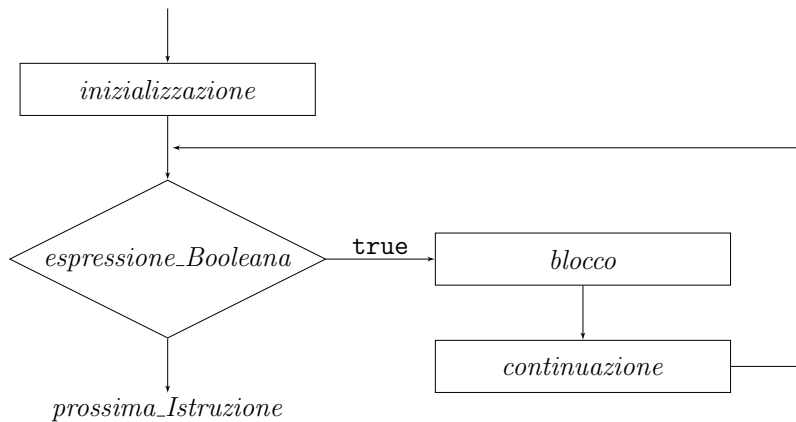 inizializzazione
espressione_Booleana
true
blocco
continuazione
prossima_Istruzione